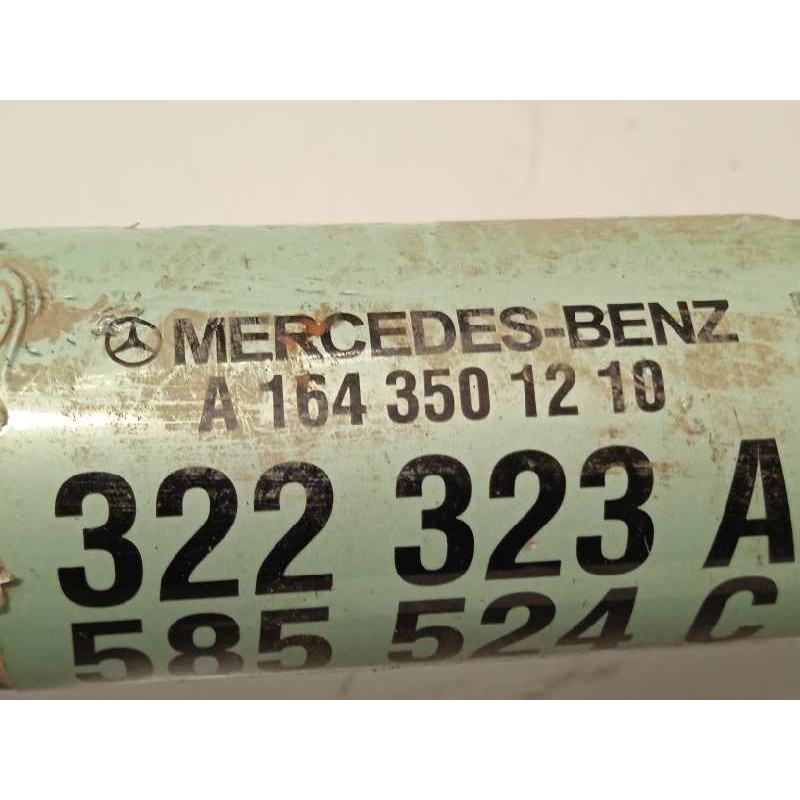 MERCEDES-BENZ
A 164 350 12 10
322 323 A
585 524 C